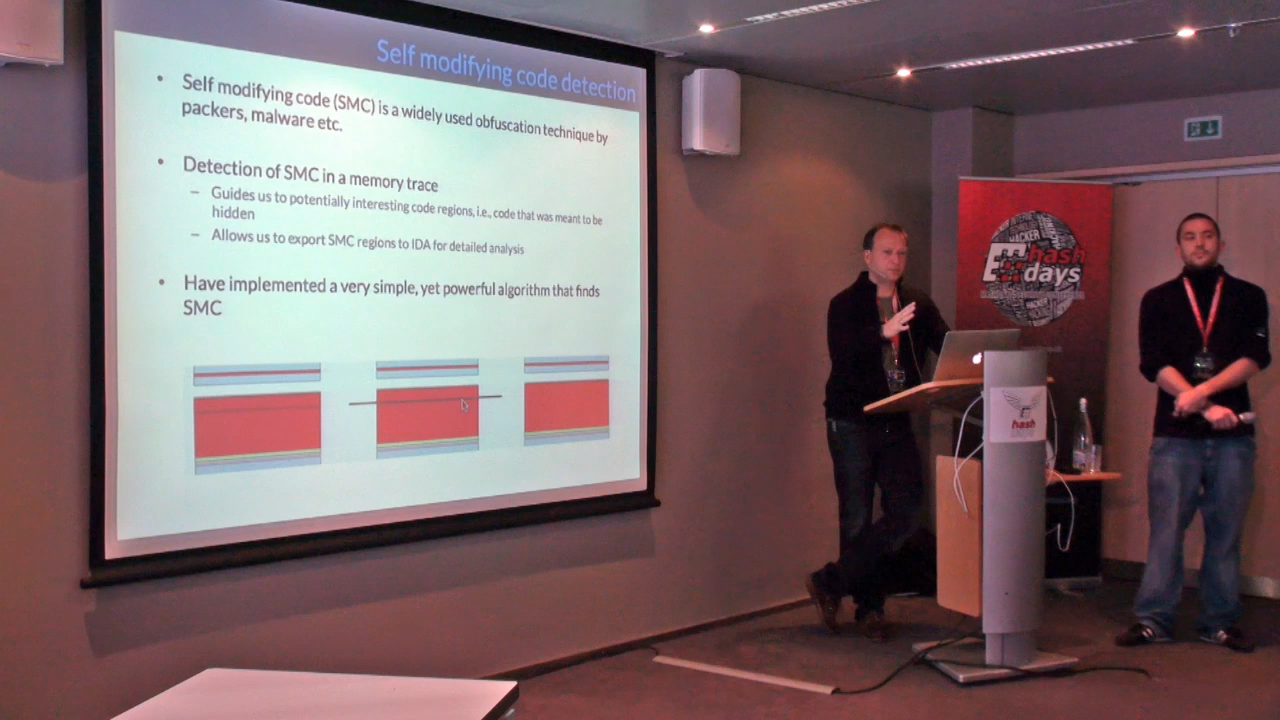 Self modifying code detection
• Self modifying code (SMC) is a widely used obfuscation technique by
packers, malware etc.
• Detection of SMC in a memory trace
– Guides us to potentially interesting code regions, i.e., code that was meant to be
hidden
– Allows us to export SMC regions to IDA for detailed analysis
• Have implemented a very simple, yet powerful algorithm that finds
SMC
HACKER
hash
days
hash